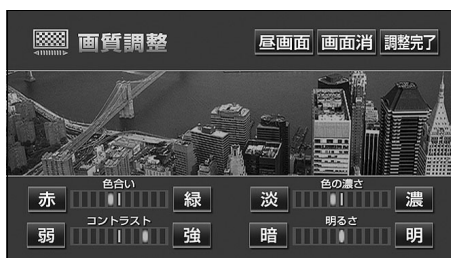 画質調整
昼画面 画面消 調整完了
色合い 色の濃さ
赤 緑 淡 濃
コントラスト 明るさ
弱 強 暗 明